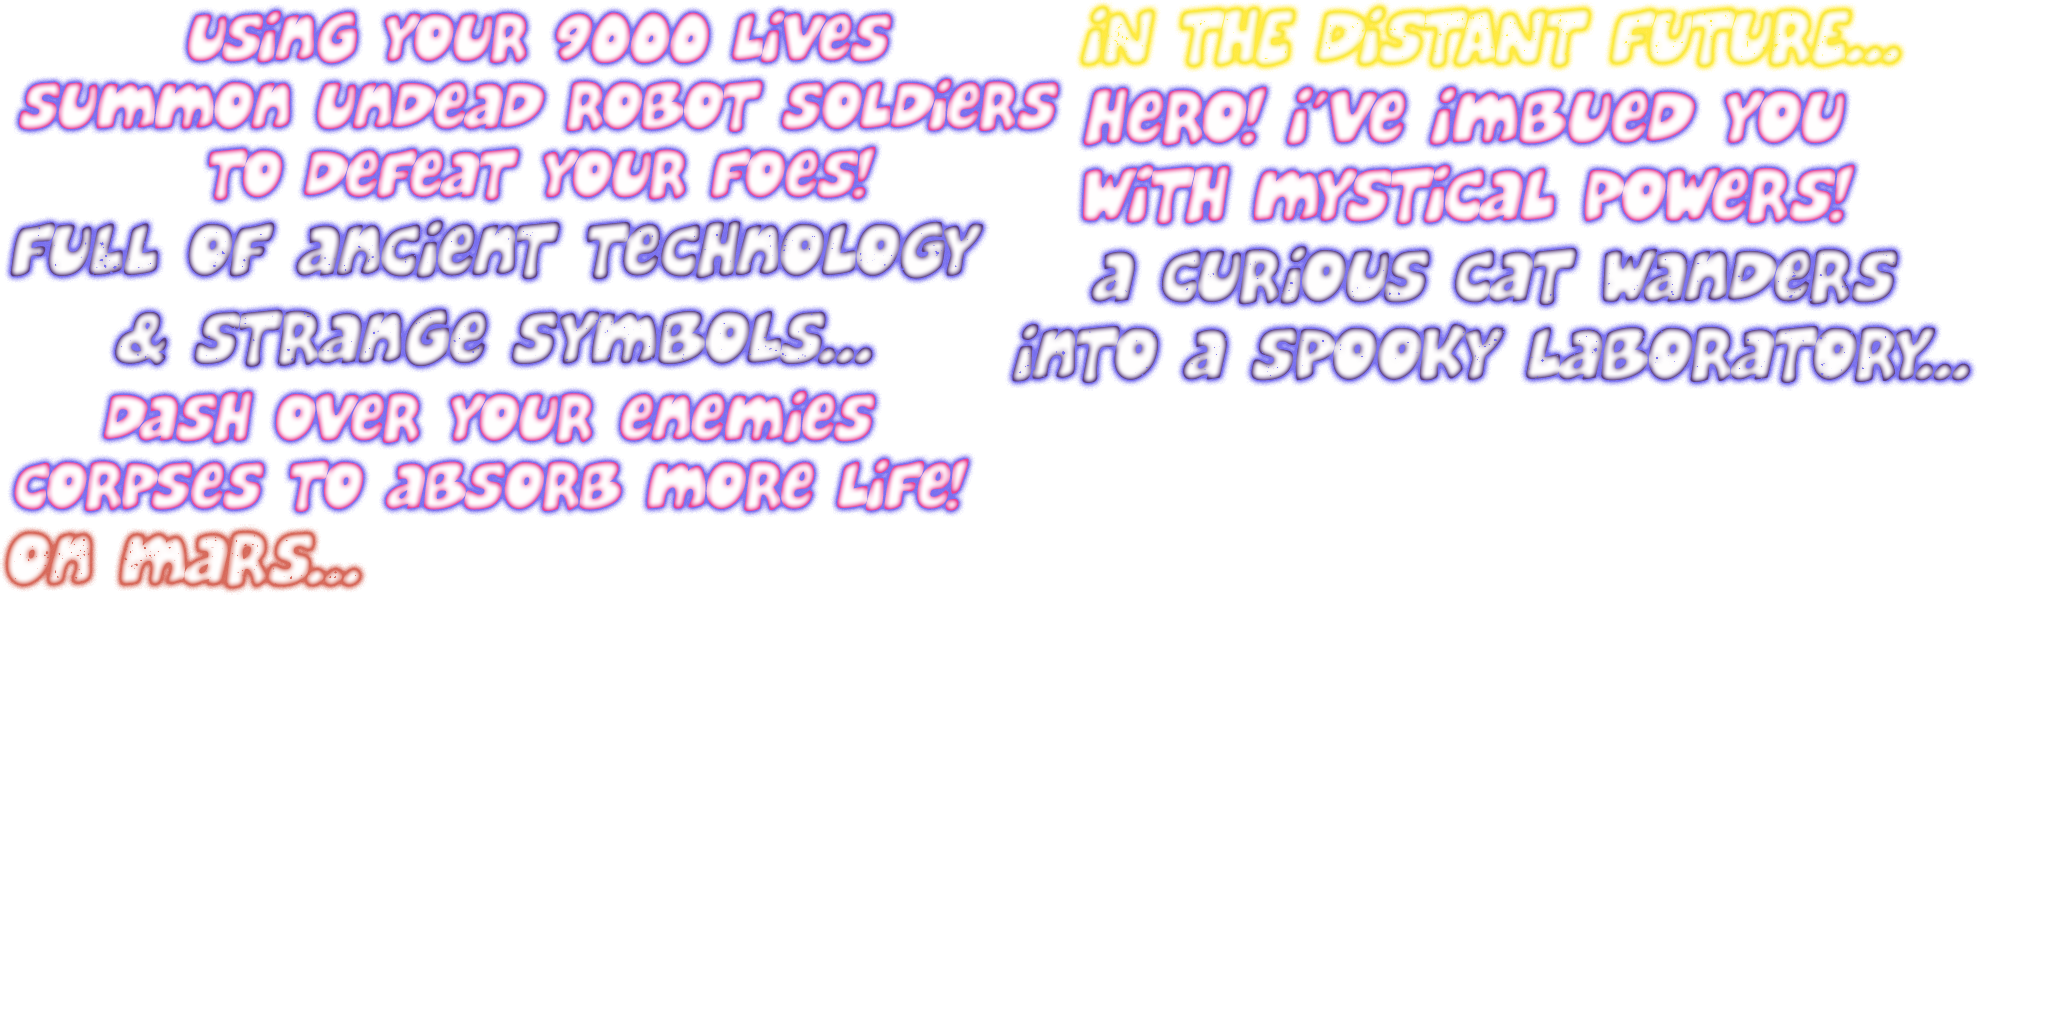 USING YOUR 9000 LIVES
SUMMON UNDEAD ROBOT SOLDIERS
TO DEFEAT YOUR FOES!
FULL OF ANCIENT TECHNOLOGY
& STRANGE SYMBOLS...
DASH OVER YOUR ENEMIES
CORPSES TO ABSORB MORE LIFE!
ON MARS...
IN THE DISTANT FUTURE...
HERO! I'VE IMBUED YOU
WITH MYSTICAL POWERS!
A CURIOUS CAT WANDERS
INTO A SPOOKY LABORATORY...